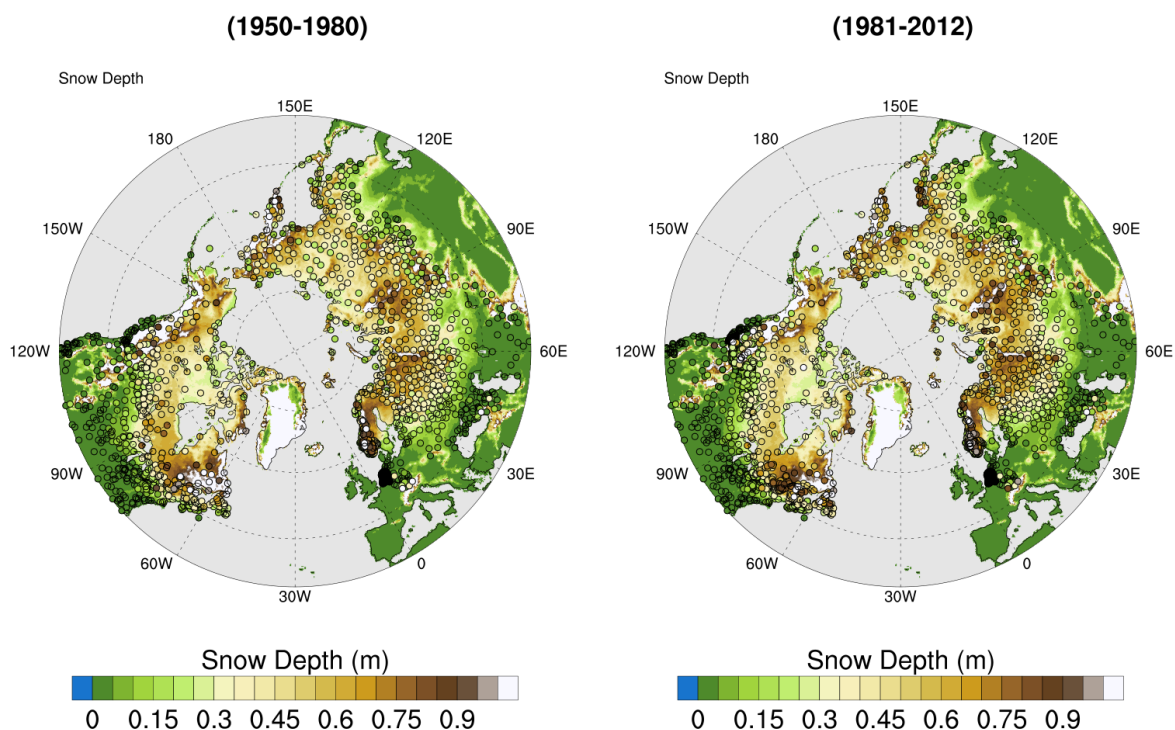 (1950-1980)
(1981-2012)
Snow Depth
Snow Depth
150E
180
120E
150W
90E
120W
60E
90W
30E
60W
0
30W
150E
180
120E
150W
90E
120W
60E
90W
30E
60W
0
30W
Snow Depth (m)
0 0.15 0.3 0.45 0.6 0.75 0.9
Snow Depth (m)
0 0.15 0.3 0.45 0.6 0.75 0.9